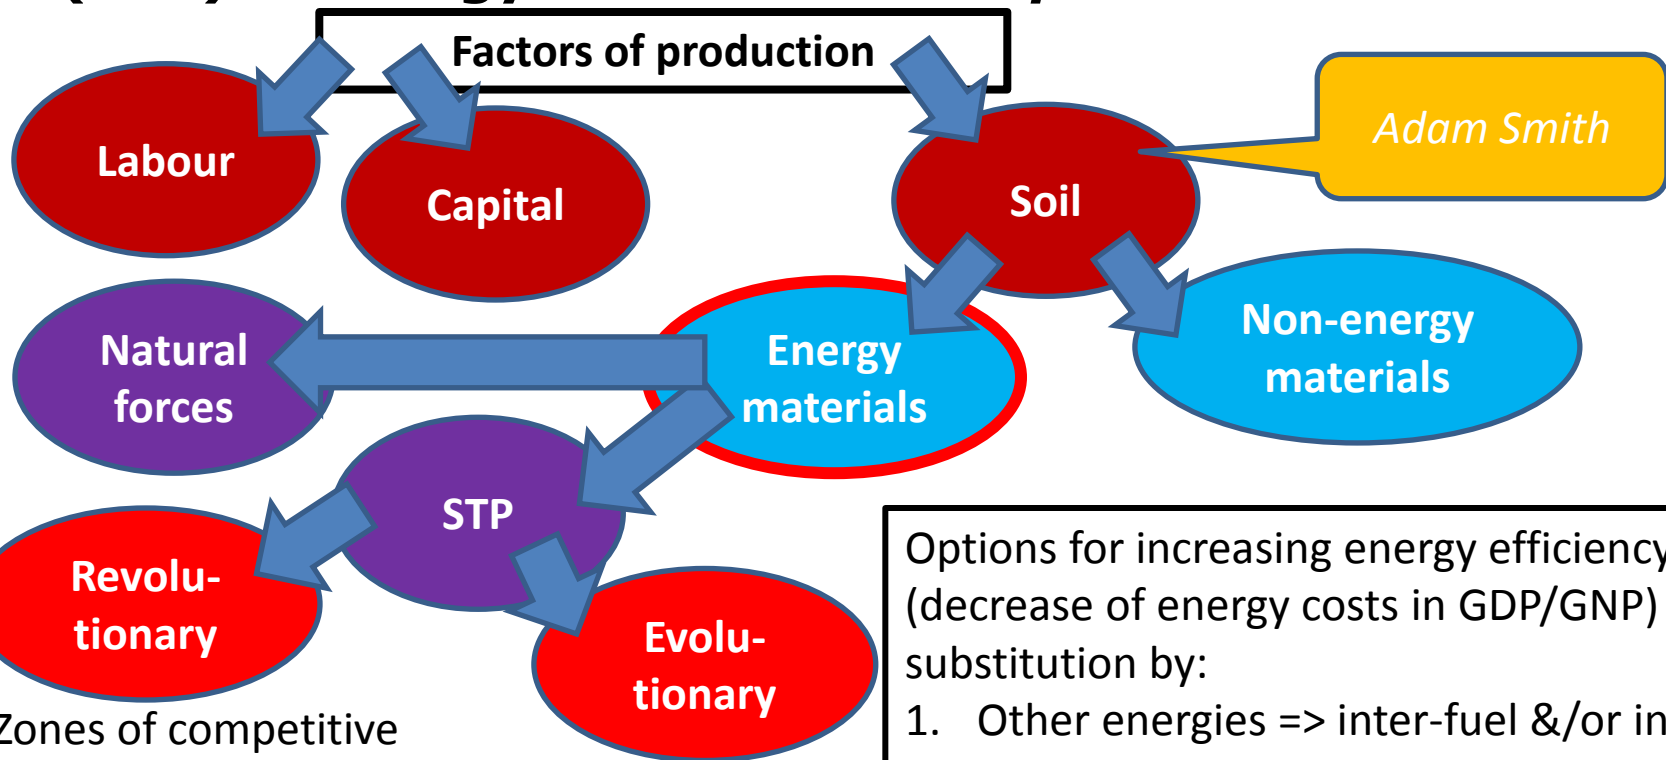 Factors of production
Adam Smith
Labour
Capital
Soil
Natural
forces
Energy
materials
Non-energy
materials
STP
Revolu-
tionary
Evolu-
tionary
Options for increasing energy efficiency
(decrease of energy costs in GDP/GNP)
substitution by:
1. Other energies => inter-fuel &/or in
Zones of competitive